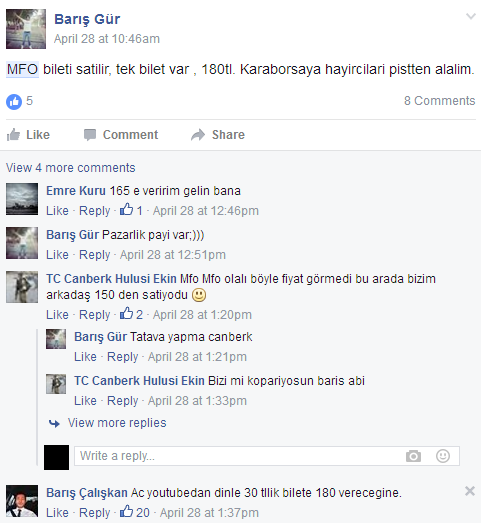 Barış Gür
April 28 at 10:46am
MFO bileti satilir, tek bilet var , 180tl. Karaborsaya hayircilari pistten alalim.
5
8 Comments
Like Comment Share
View 4 more comments
Emre Kuru 165 e veririm gelin bana
Like · Reply · 1 · April 28 at 12:46pm
Barış Gür Pazarlik payi var;)))
Like · Reply · April 28 at 12:51pm
TC Canberk Hulusi Ekin Mfo Mfo olalı böyle fiyat görmedi bu arada bizim
arkadaş 150 den satiyodu
Like · Reply · 2 · April 28 at 1:20pm
Barış Gür Tatava yapma canberk
Like · Reply · April 28 at 1:21pm
TC Canberk Hulusi Ekin Bizi mi kopariyosun baris abi
Like · Reply · April 28 at 1:33pm
View more replies
Write a reply...
Barış Çalışkan Ac youtubedan dinle 30 tllik bilete 180 verecegine.
Like · Reply · 20 · April 28 at 1:37pm